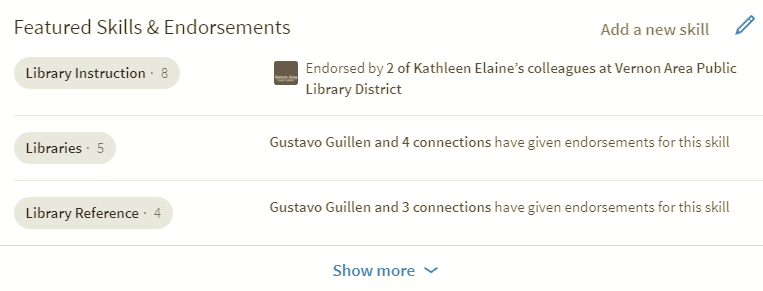 Featured Skills & Endorsements
Add a new skill
Library Instruction · 8
Endorsed by 2 of Kathleen Elaine’s colleagues at Vernon Area Public
Library District
Libraries · 5
Gustavo Guillen and 4 connections have given endorsements for this skill
Library Reference · 4
Gustavo Guillen and 3 connections have given endorsements for this skill
Show more